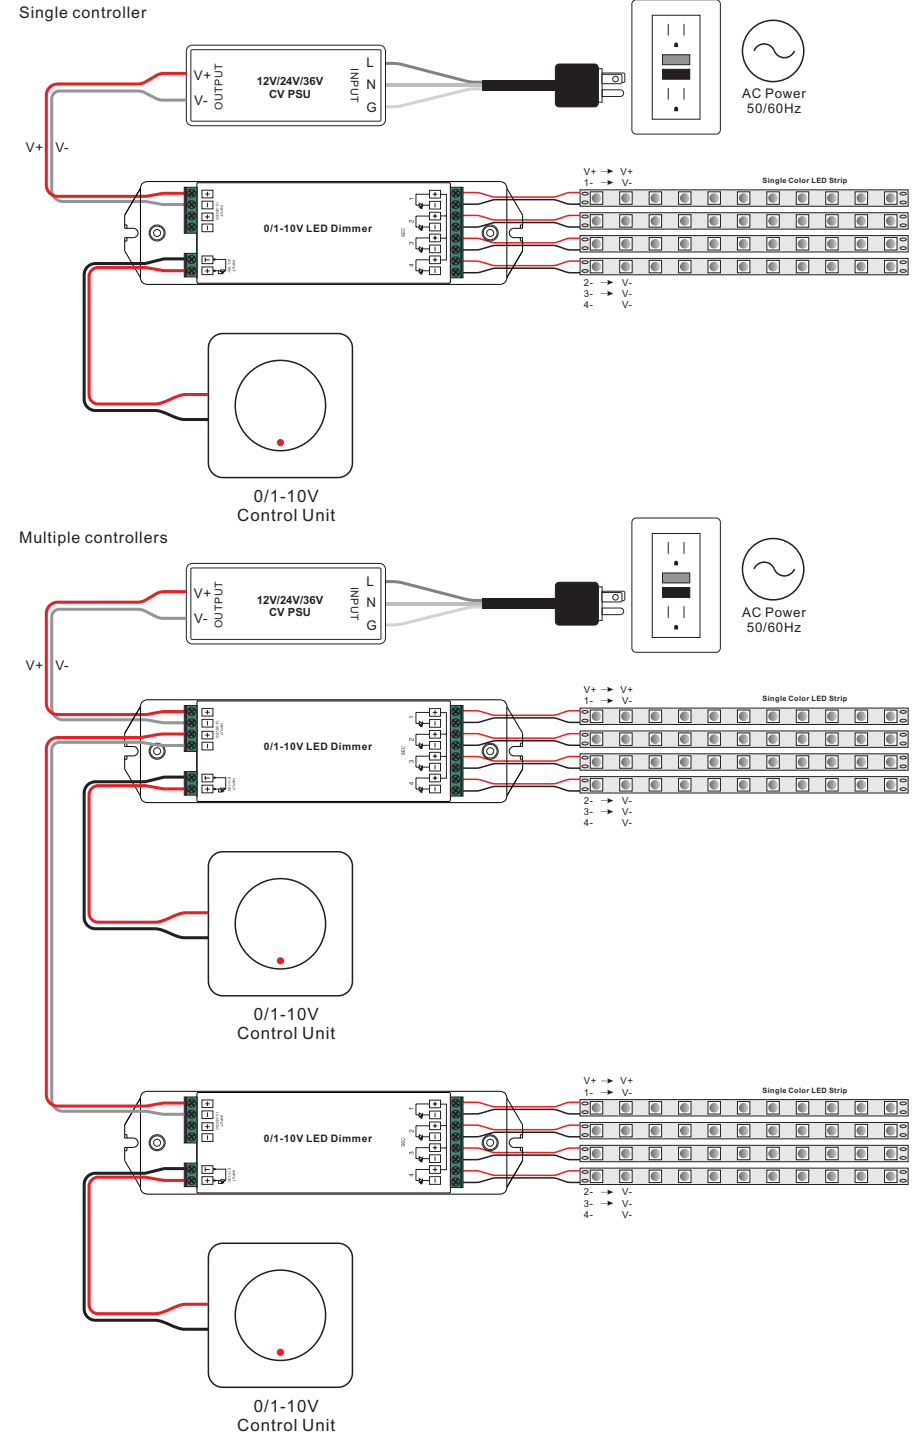 Single controller
V+
V-
OUTPUT
12V/24V/36V
CV PSU
INPUT
L
N
G
AC Power
50/60Hz
V+
V-
V+ → V+
1- → V-
Single Color LED Strip
0/1-10V LED Dimmer
SEC
1
2
3
4
2- → V-
3- → V-
4- V-
0/1-10V
Control Unit
Multiple controllers
V+
V-
OUTPUT
12V/24V/36V
CV PSU
INPUT
L
N
G
AC Power
50/60Hz
V+
V-
V+ → V+
1- → V-
Single Color LED Strip
0/1-10V LED Dimmer
SEC
1
2
3
4
2- → V-
3- → V-
4- V-
0/1-10V
Control Unit
V+ → V+
1- → V-
Single Color LED Strip
0/1-10V LED Dimmer
SEC
1
2
3
4
2- → V-
3- → V-
4- V-
0/1-10V
Control Unit